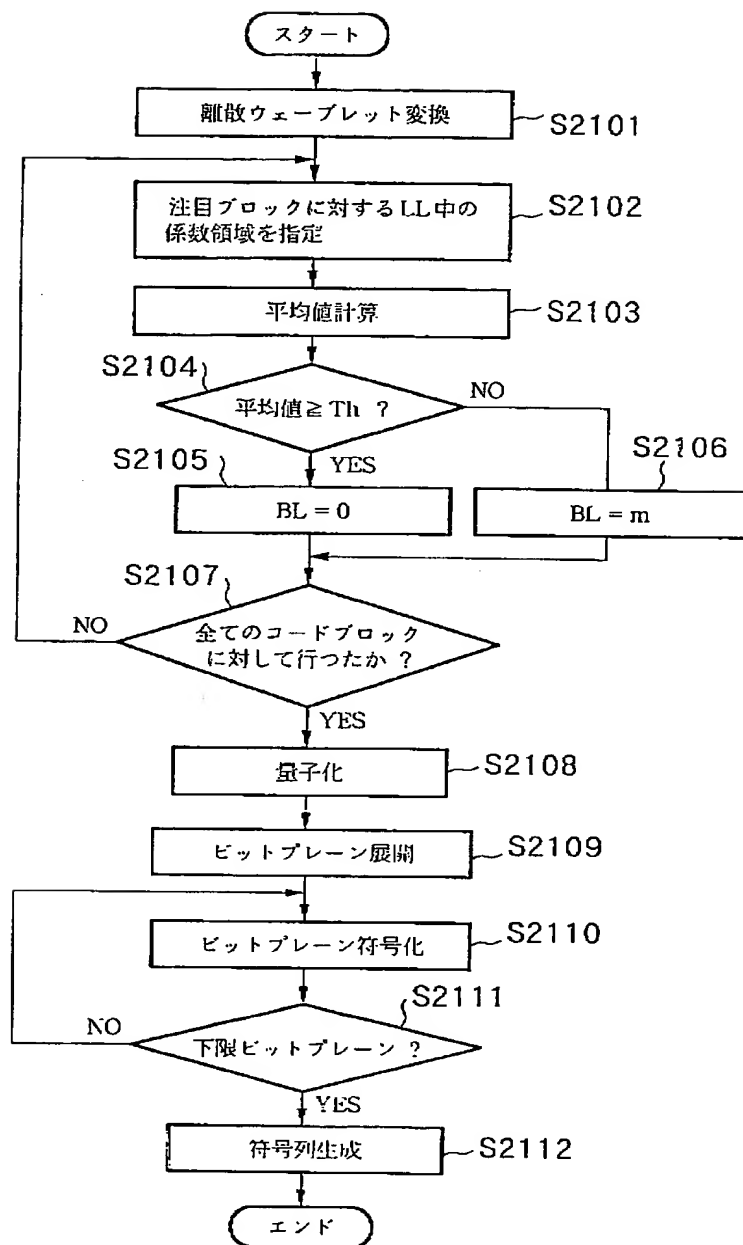 スタート
離散ウェーブレット変換
S2101
注目ブロックに対するLL中の
係数領域を指定
S2102
平均値計算
S2103
S2104
平均値≧Th ?
NO
YES
S2105
BL = 0
S2106
BL = m
S2107
全てのコードブロック
に対して行つたか ?
NO
YES
量子化
S2108
ビットプレーン展開
S2109
ビットプレーン符号化
S2110
S2111
下限ビットプレーン ?
NO
YES
符号列生成
S2112
エンド